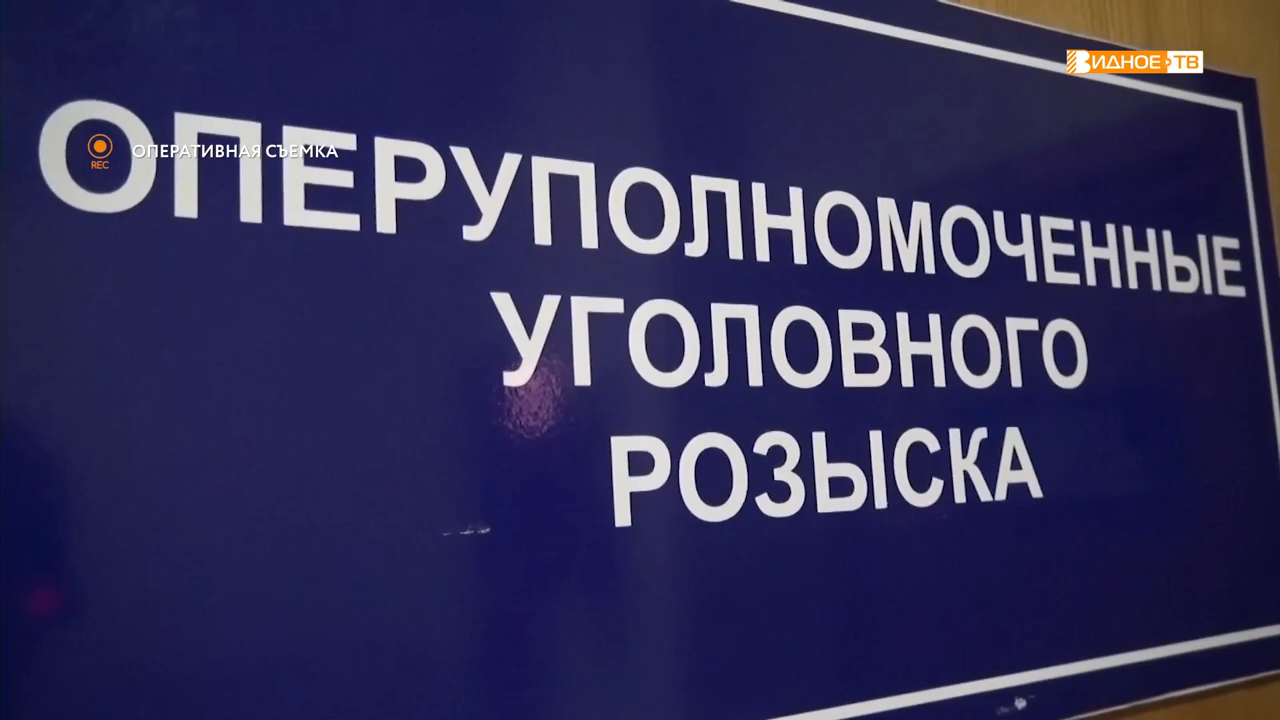 ВИДНОЕ-ТВ
ОПЕРУПОЛНОМОЧЕННЫЕ
REC
ОПЕРАТИВНАЯ СЪЕМКА
УГОЛОВНОГО
РОЗЫСКА